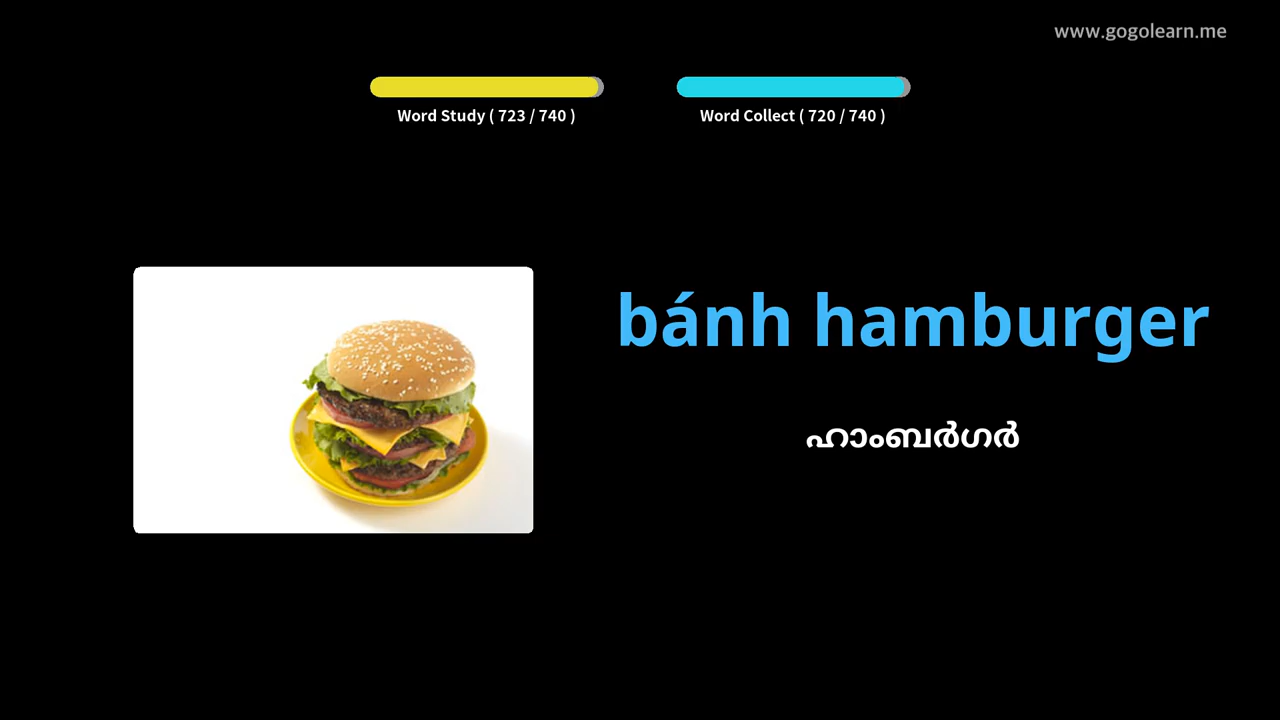 www.gogolearn.me
Word Study ( 723 / 740 )
Word Collect ( 720 / 740 )
bánh hamburger
ഹാംബർഗർ